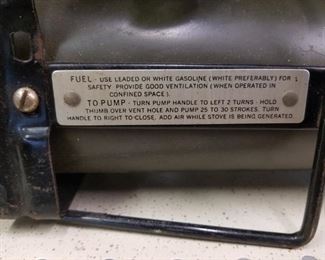 FUEL - USE LEADED OR WHITE GASOLINE (WHITE PREFERABLY) FOR
SAFETY PROVIDE GOOD VENTILATION (WHEN OPERATED IN
CONFINED SPACE).
TO PUMP - TURN PUMP HANDLE TO LEFT 2 TURNS - HOLD
THUMB OVER VENT HOLE AND PUMP 25 TO 30 STROKES. TURN
HANDLE TO RIGHT TO CLOSE. ADD AIR WHILE STOVE IS BEING GENERATED.